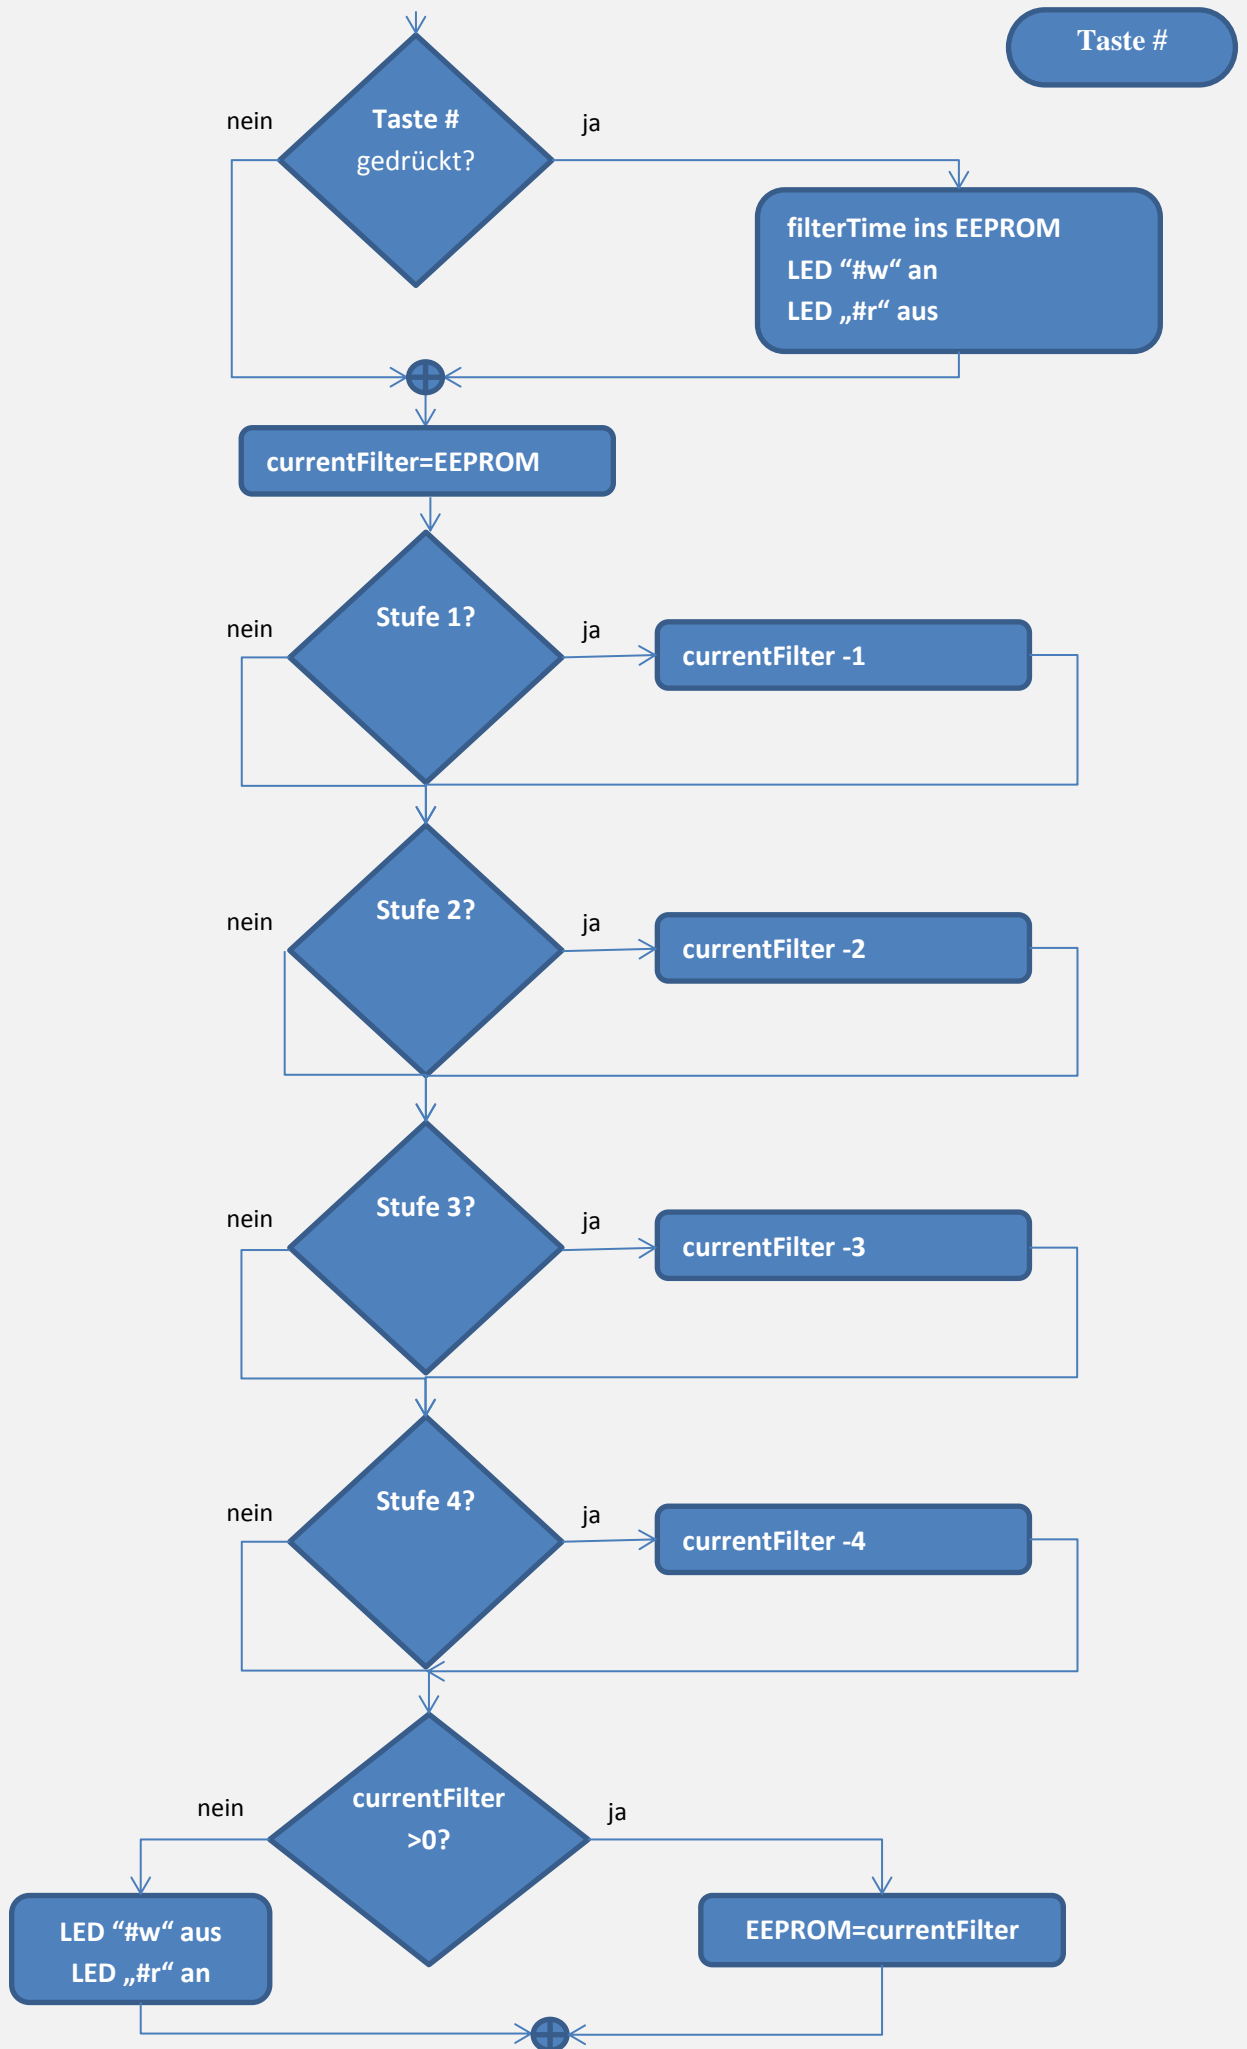 Taste #
nein
Taste #
gedrückt?
ja
filterTime ins EEPROM
LED “#w“ an
LED „#r“ aus
currentFilter=EEPROM
nein
Stufe 1?
ja
currentFilter -1
nein
Stufe 2?
ja
currentFilter -2
nein
Stufe 3?
ja
currentFilter -3
nein
Stufe 4?
ja
currentFilter -4
nein
currentFilter
>0?
ja
LED “#w“ aus
LED „#r“ an
EEPROM=currentFilter